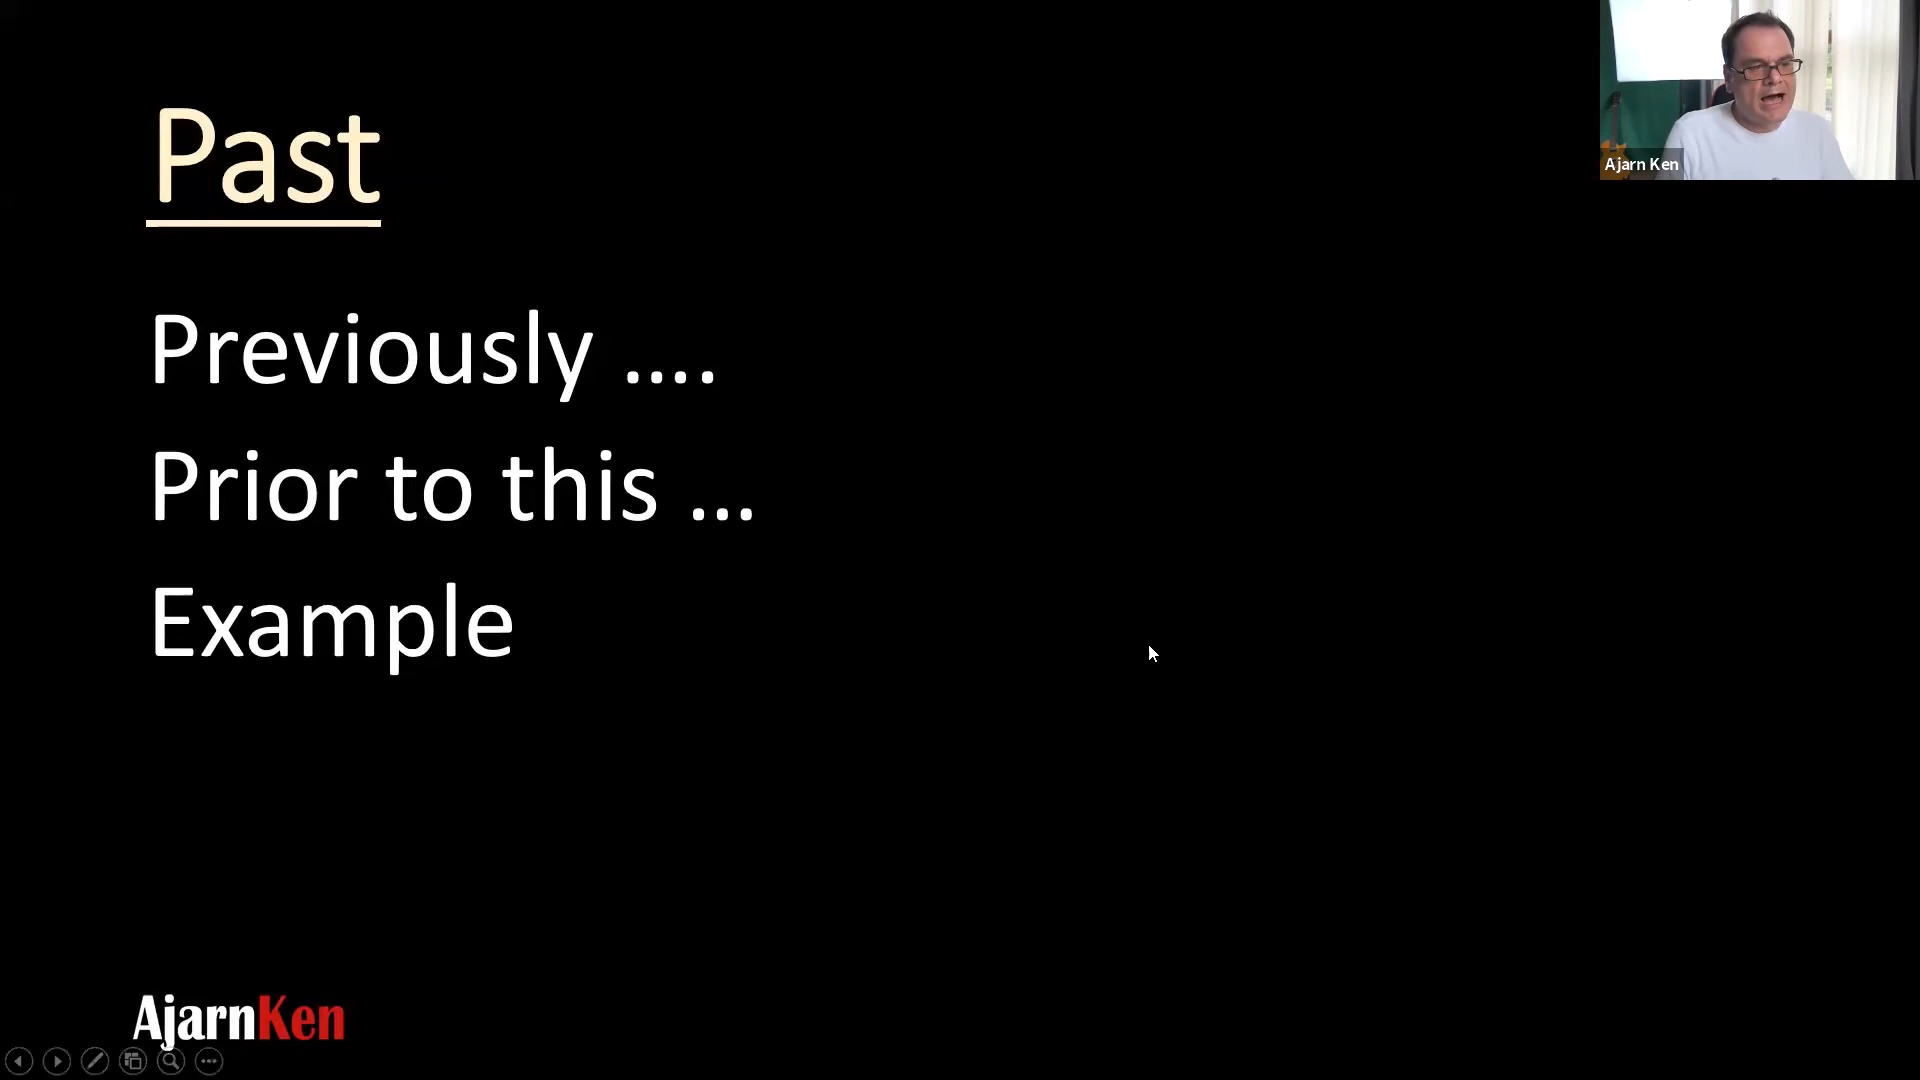 Ajarn Ken
Past
Previously ....
Prior to this ...
Example
AjarnKen